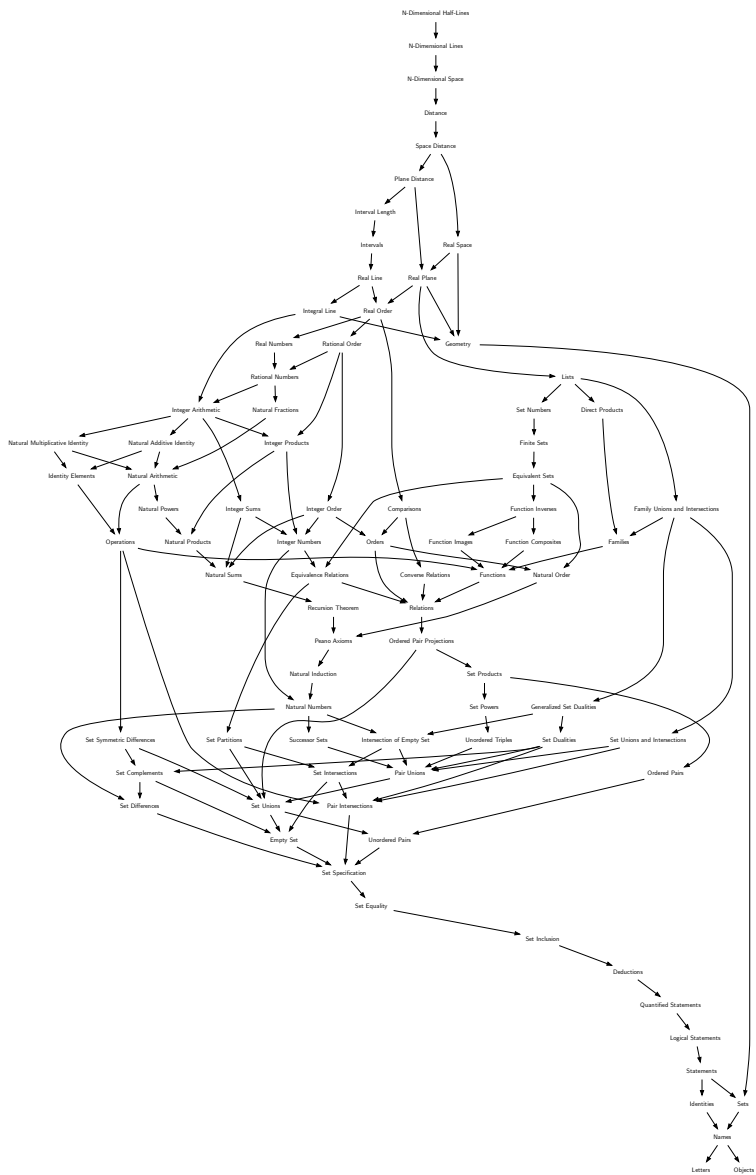 N-Dimensional Half-Lines
N-Dimensional Lines
N-Dimensional Space
Distance
Space Distance
Plane Distance
Interval Length
Intervals Real Space
Real Line Real Plane
Integral Line Real Order
Real Numbers Rational Order Geometry
Rational Numbers Lists
Integer Arithmetic Natural Fractions Set Numbers Direct Products
Natural Multiplicative Identity Natural Additive Identity Integer Products Finite Sets
Identity Elements Natural Arithmetic Equivalent Sets
Natural Powers Integer Sums Integer Order Comparisons Function Inverses Family Unions and Intersections
Operations Natural Products Integer Numbers Orders Function Images Function Composites Families
Natural Sums Equivalence Relations Converse Relations Functions Natural Order
Recursion Theorem Relations
Peano Axioms Ordered Pair Projections
Natural Induction Set Products
Natural Numbers Set Powers Generalized Set Dualities
Set Symmetric Differences Set Partitions Successor Sets Intersection of Empty Set Unordered Triples Set Dualities Set Unions and Intersections
Set Complements Set Intersections Pair Unions Ordered Pairs
Set Differences Set Unions Pair Intersections
Empty Set Unordered Pairs
Set Specification
Set Equality
Set Inclusion
Deductions
Quantified Statements
Logical Statements
Statements
Identities Sets
Names
Letters Objects